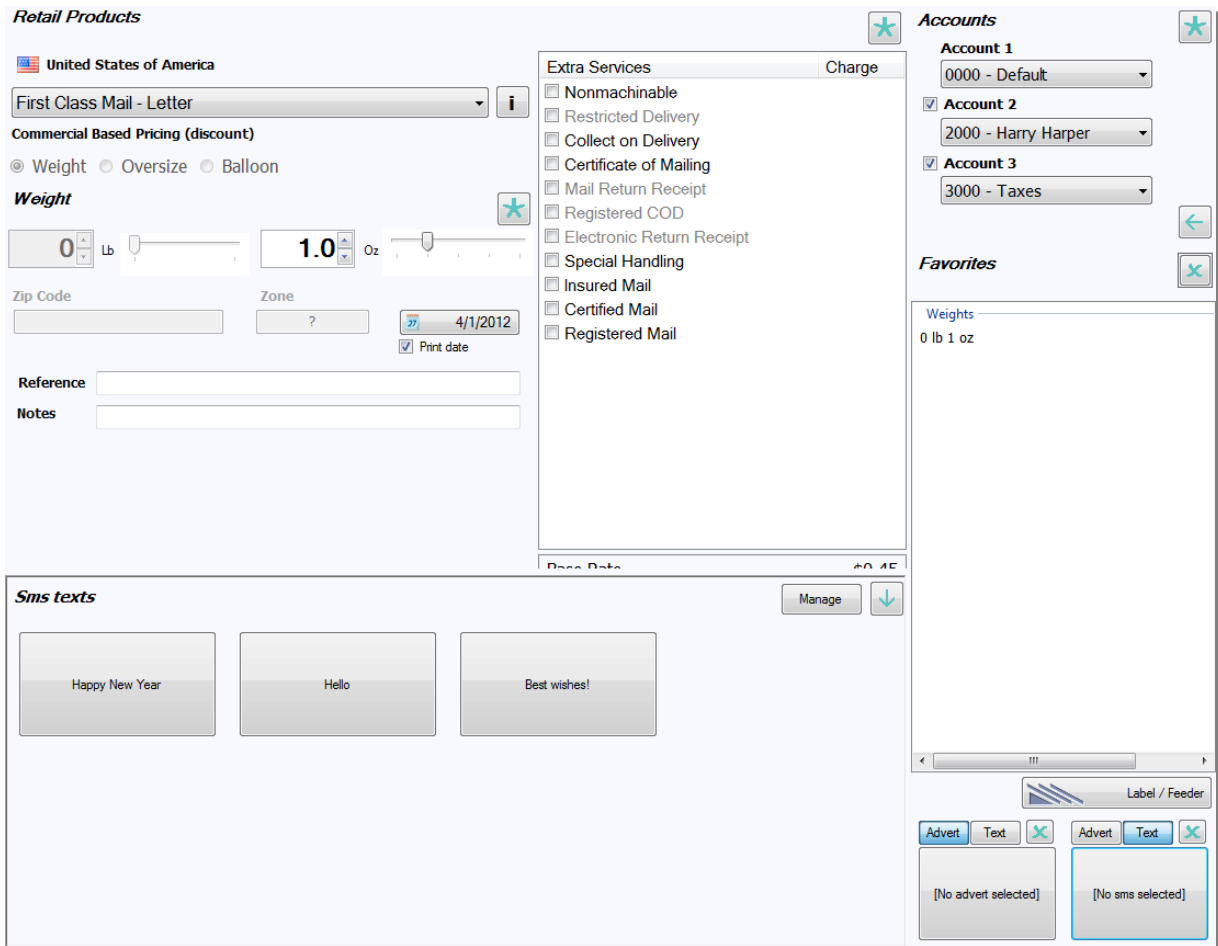 Retail Products
United States of America
First Class Mail - Letter
i
Commercial Based Pricing (discount)
Weight Oversize Balloon
Weight
0 Lb 1.0 Oz
Zip Code Zone
? 4/1/2012
Print date
Reference
Notes
Extra Services Charge
Nonmachinable
Restricted Delivery
Collect on Delivery
Certificate of Mailing
Mail Return Receipt
Registered COD
Electronic Return Receipt
Special Handling
Insured Mail
Certified Mail
Registered Mail
Base Rate $0.45
Accounts
Account 1
0000 - Default
Account 2
2000 - Harry Harper
Account 3
3000 - Taxes
Favorites
Weights
0 lb 1 oz
Sms texts
Manage
Happy New Year
Hello
Best wishes!
Label / Feeder
Advert Text
Advert Text
[No advert selected]
[No sms selected]